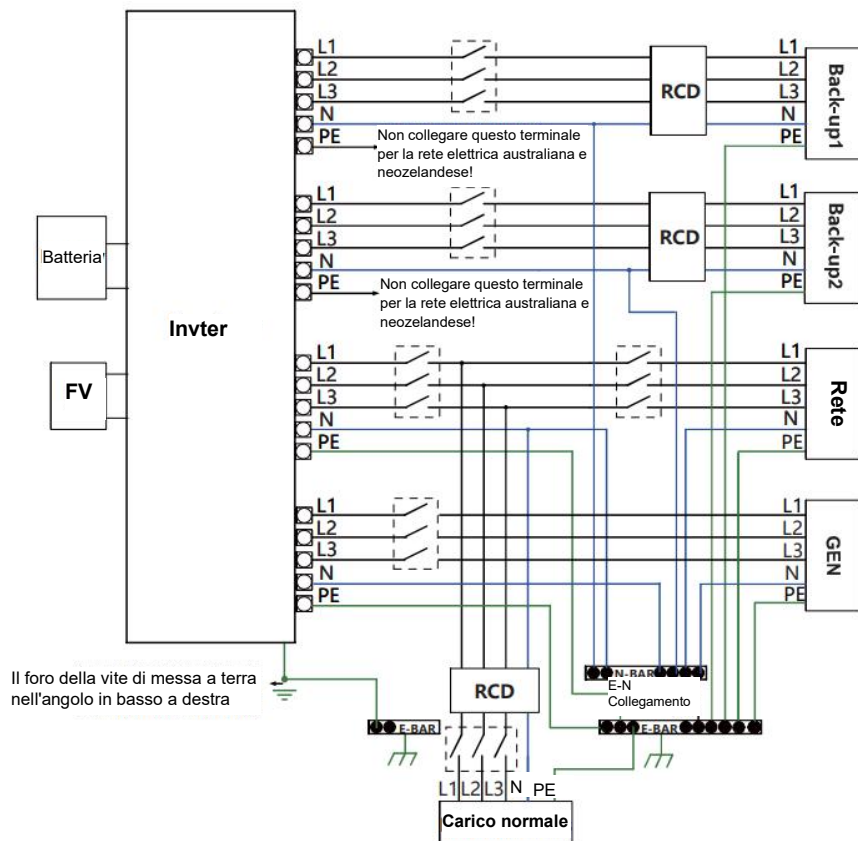 L1
L2
L3
N
PE
RCD
L1
L2
L3
N
PE
Back-up1
Non collegare questo terminale
per la rete elettrica australiana e
neozelandese!
L1
L2
L3
N
PE
RCD
L1
L2
L3
N
PE
Back-up2
Non collegare questo terminale
per la rete elettrica australiana e
neozelandese!
Batteria
Invter
FV
L1
L2
L3
N
PE
L1
L2
L3
N
PE
Rete
L1
L2
L3
N
PE
L1
L2
L3
N
PE
GEN
Il foro della vite di messa a terra
nell'angolo in basso a destra
RCD
N-BAR
E-N
Collegamento
E-BAR
E-BAR
L1 L2 L3 N PE
Carico normale